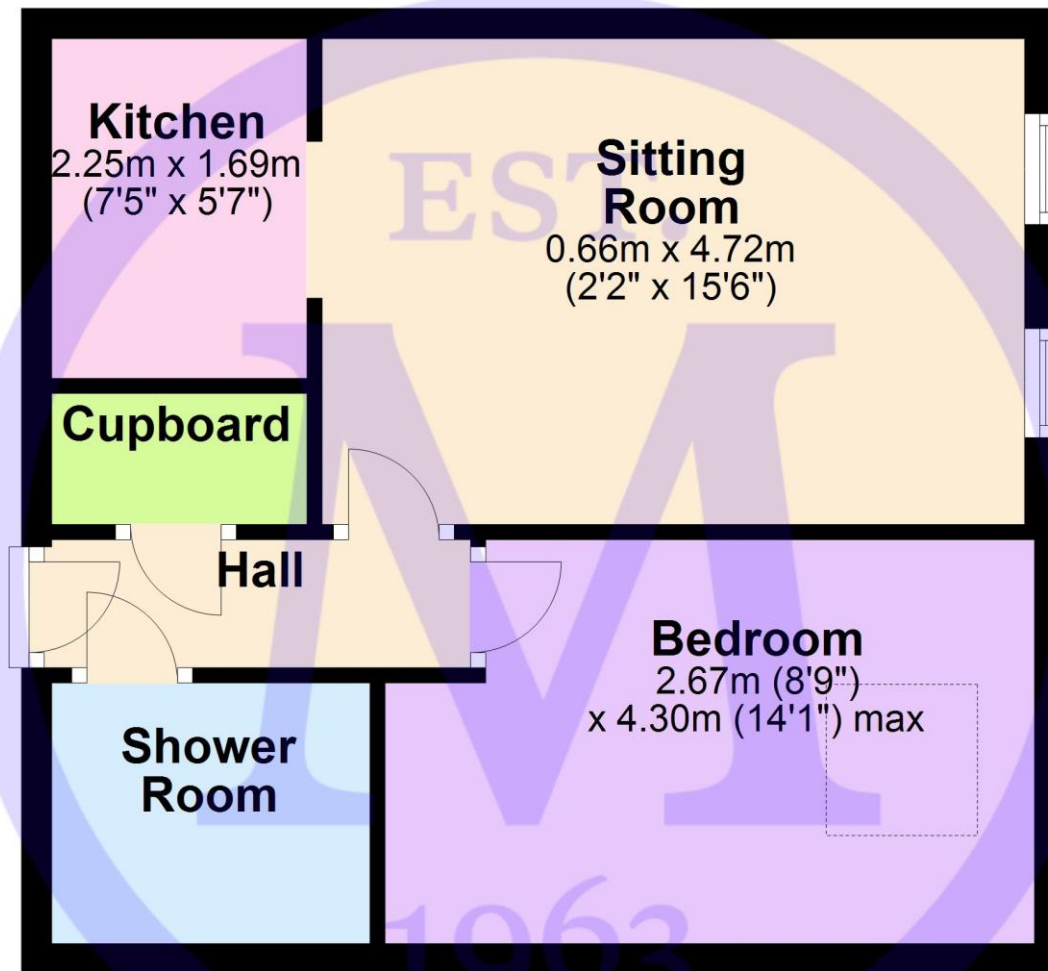 Kitchen
2.25m x 1.69m
(7'5" x 5'7")
EST.
Sitting
Room
0.66m x 4.72m
(2'2" x 15'6")
Cupboard
Hall
Bedroom
2.67m (8'9")
x 4.30m (14'1") max
Shower
Room
M
1963